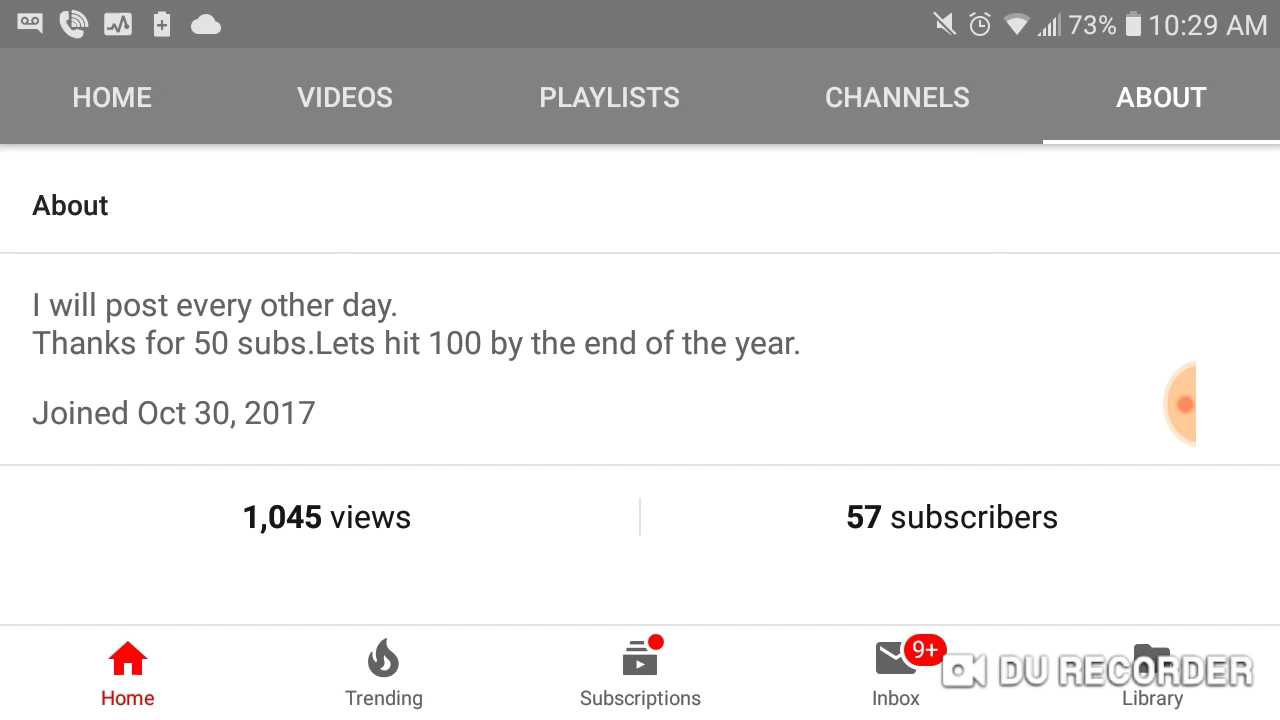 73% 10:29 AM
HOME VIDEOS PLAYLISTS CHANNELS ABOUT
About
I will post every other day.
Thanks for 50 subs.Lets hit 100 by the end of the year.
Joined Oct 30, 2017
1,045 views 57 subscribers
9+
DU RECORDER
Home Trending Subscriptions Inbox Library